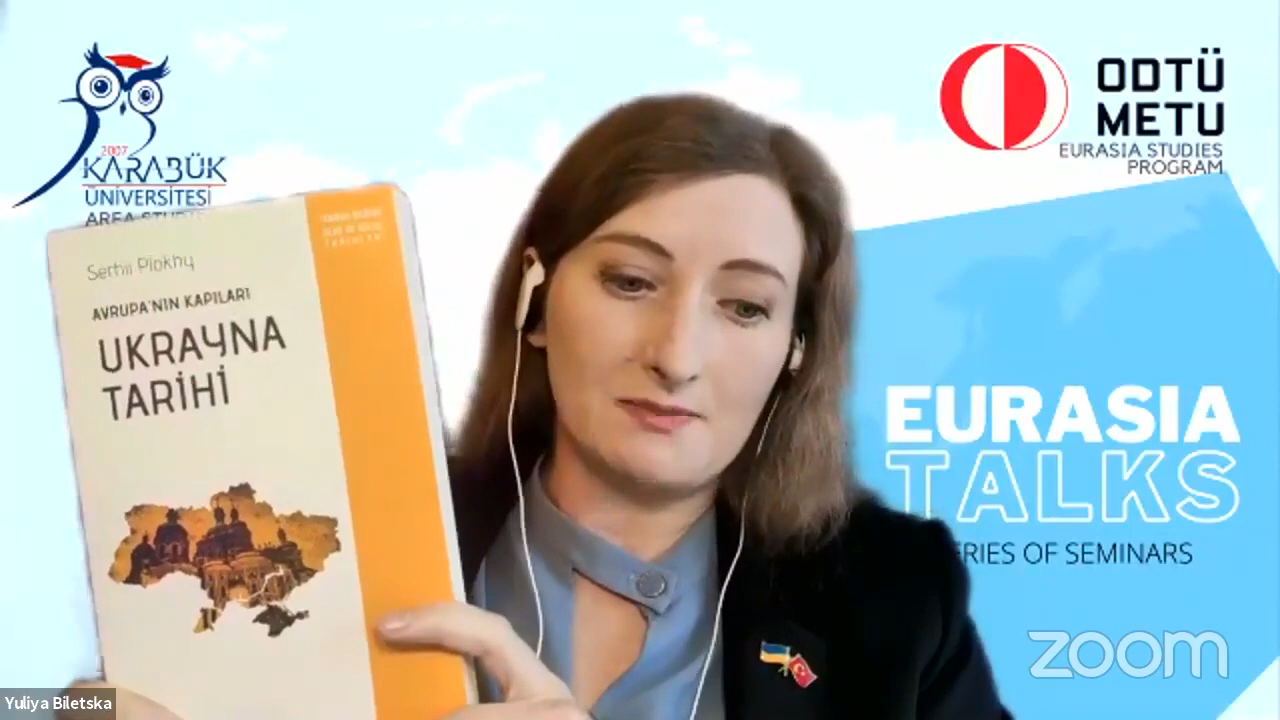 2007
KARABÜK
ÜNİVERSİTESİ
AREA STUDIES
ODTÜ
METU
EURASIA STUDIES
PROGRAM
Serhii Plokhy
AVRUPA'NIN KAPILARI
UKRAYNA
TARİHİ
EURASIA
TALKS
ERIES OF SEMINARS
zoom
Yuliya Biletska